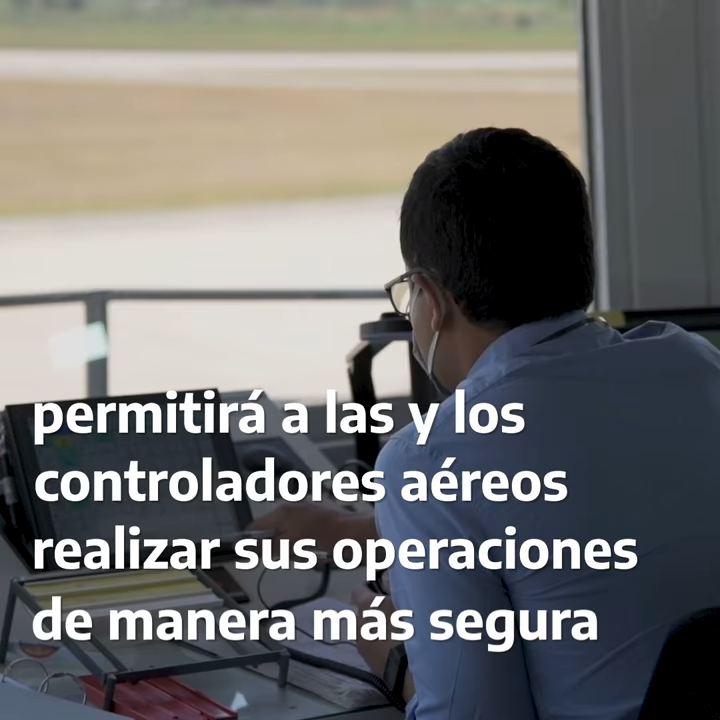 permitirá a las y los
controladores aéreos
realizar sus operaciones
de manera más segura